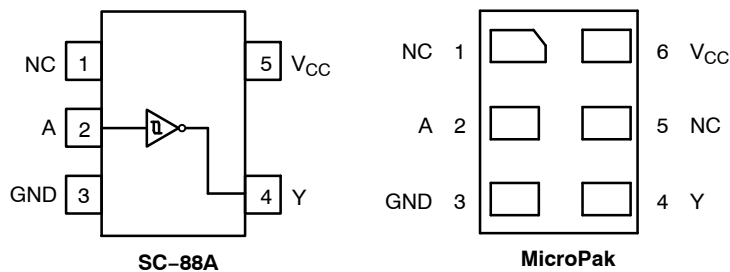 NC 1 5 VCC
A 2
GND 3 4 Y
SC−88A
NC 1 6 VCC
A 2 5 NC
GND 3 4 Y
MicroPak